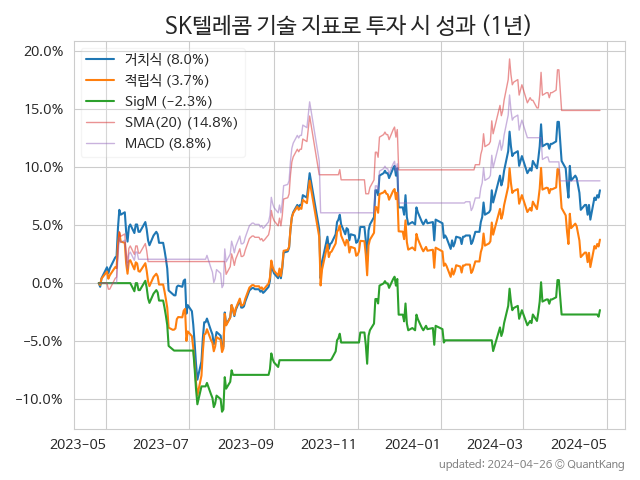 SK텔레콤 기술 지표로 투자 시 성과 (1년)
20.0%
15.0%
10.0%
5.0%
0.0%
−5.0%
−10.0%
거치식 (8.0%)
적립식 (3.7%)
SigM (−2.3%)
SMA(20) (14.8%)
MACD (8.8%)
2023-05 2023-07 2023-09 2023-11 2024-01 2024-03 2024-05
updated: 2024-04-26 © QuantKang